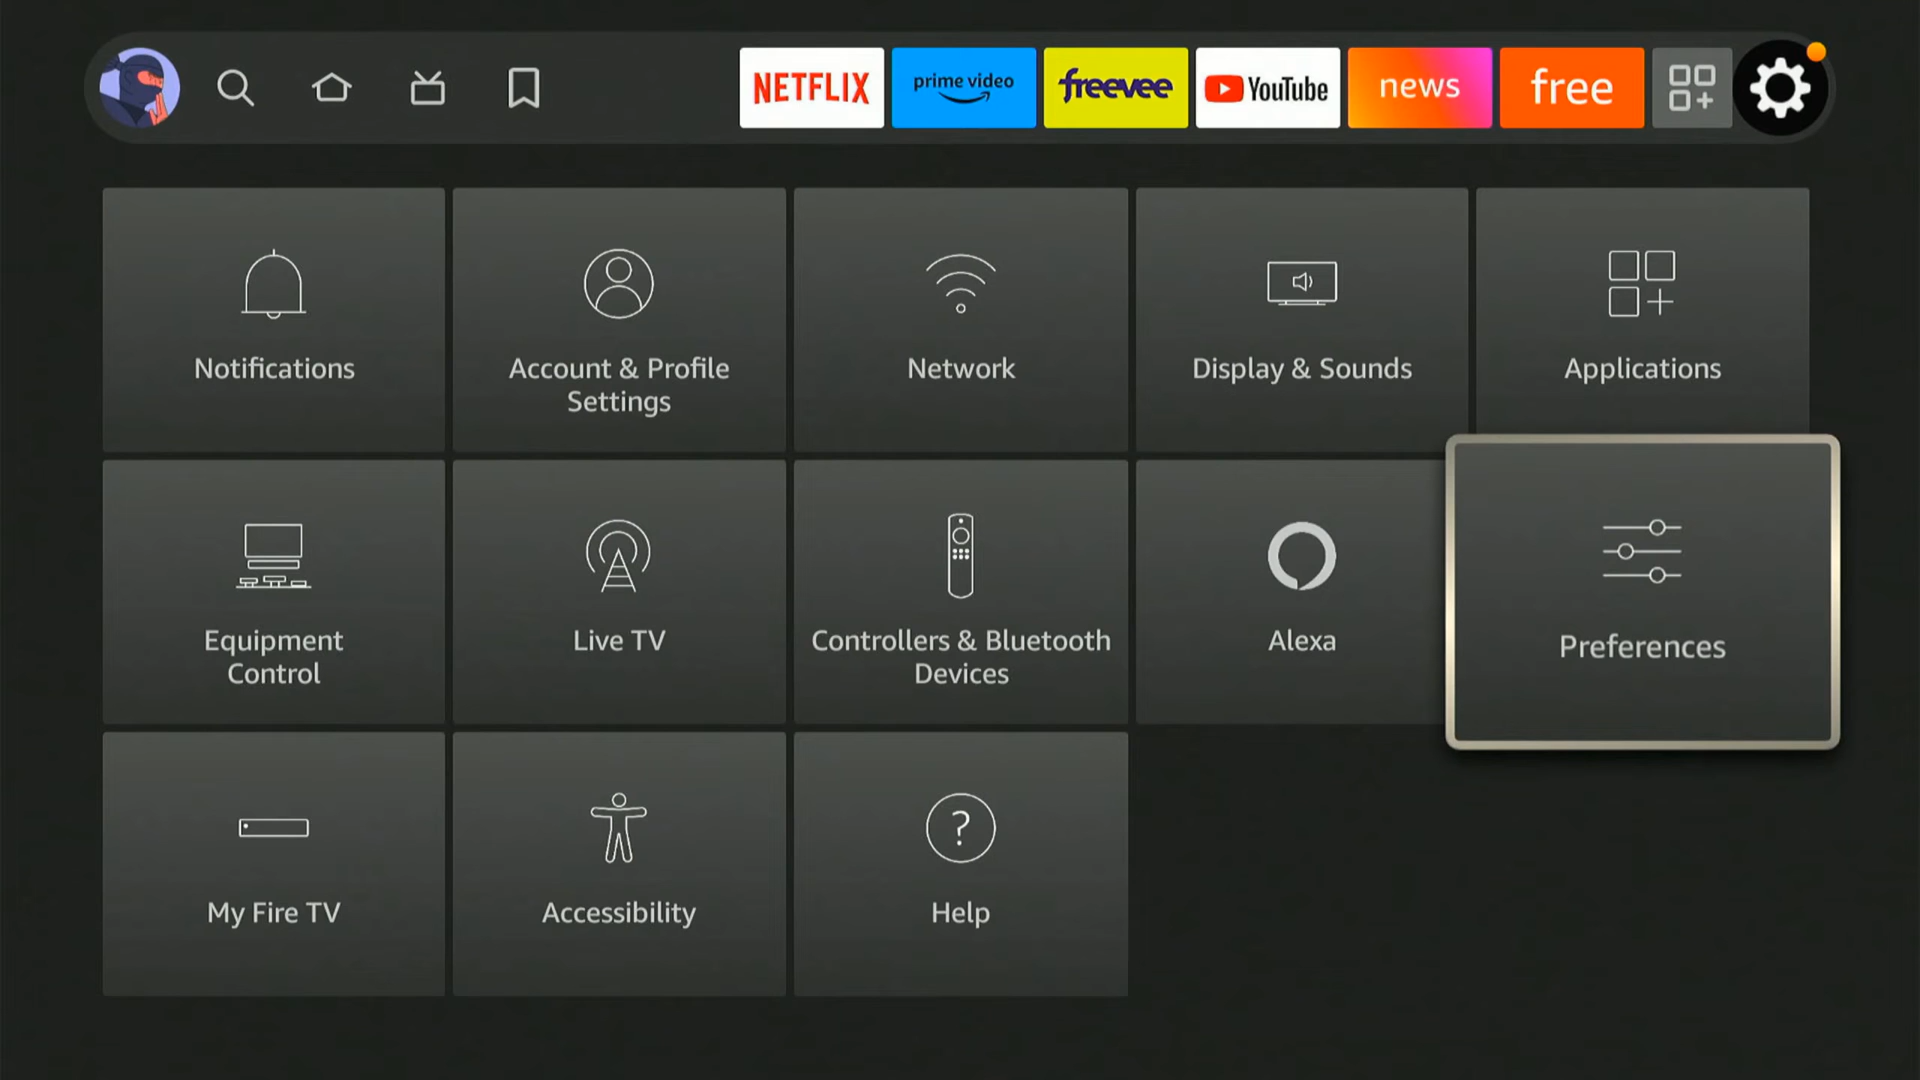 NETFLIX
prime video
freevee
YouTube
news
free
Notifications
Account & Profile
Settings
Network
Display & Sounds
Applications
Equipment
Control
Live TV
Controllers & Bluetooth
Devices
Alexa
Preferences
My Fire TV
Accessibility
?
Help